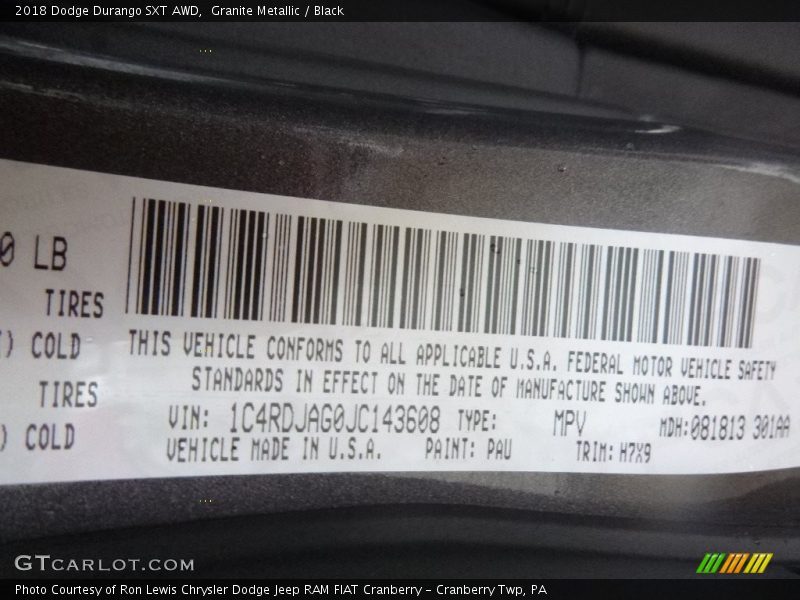 2018 Dodge Durango SXT AWD, Granite Metallic / Black
0 LB
TIRES
) COLD
TIRES
) COLD
THIS VEHICLE CONFORMS TO ALL APPLICABLE U.S.A. FEDERAL MOTOR VEHICLE SAFETY
STANDARDS IN EFFECT ON THE DATE OF MANUFACTURE SHOWN ABOVE.
VIN: 1C4RDJAG0JC143608 TYPE: MPV MDH:081813 301AA
VEHICLE MADE IN U.S.A. PAINT: PAU TRIM: H7X9
GTCARLOT.COM
Photo Courtesy of Ron Lewis Chrysler Dodge Jeep RAM FIAT Cranberry – Cranberry Twp, PA